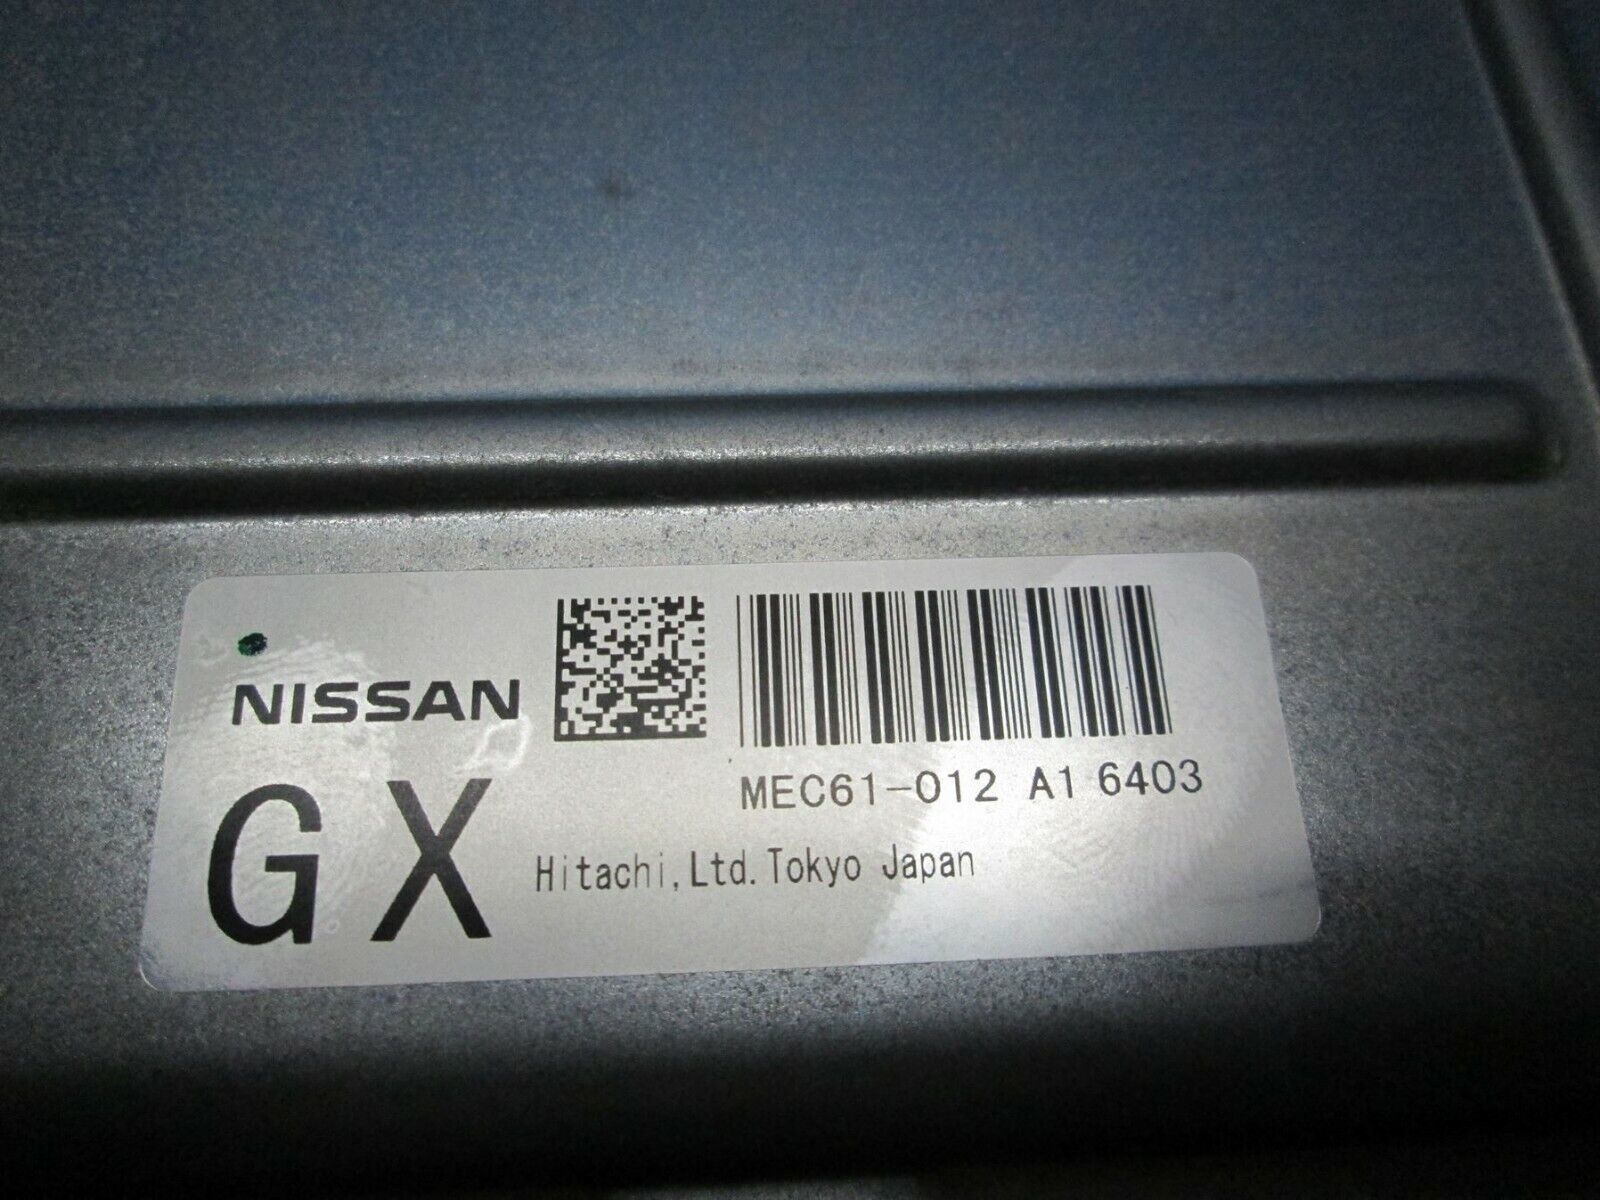 NISSAN
MEC61-012 A1 6403
GX
Hitachi,Ltd.Tokyo Japan